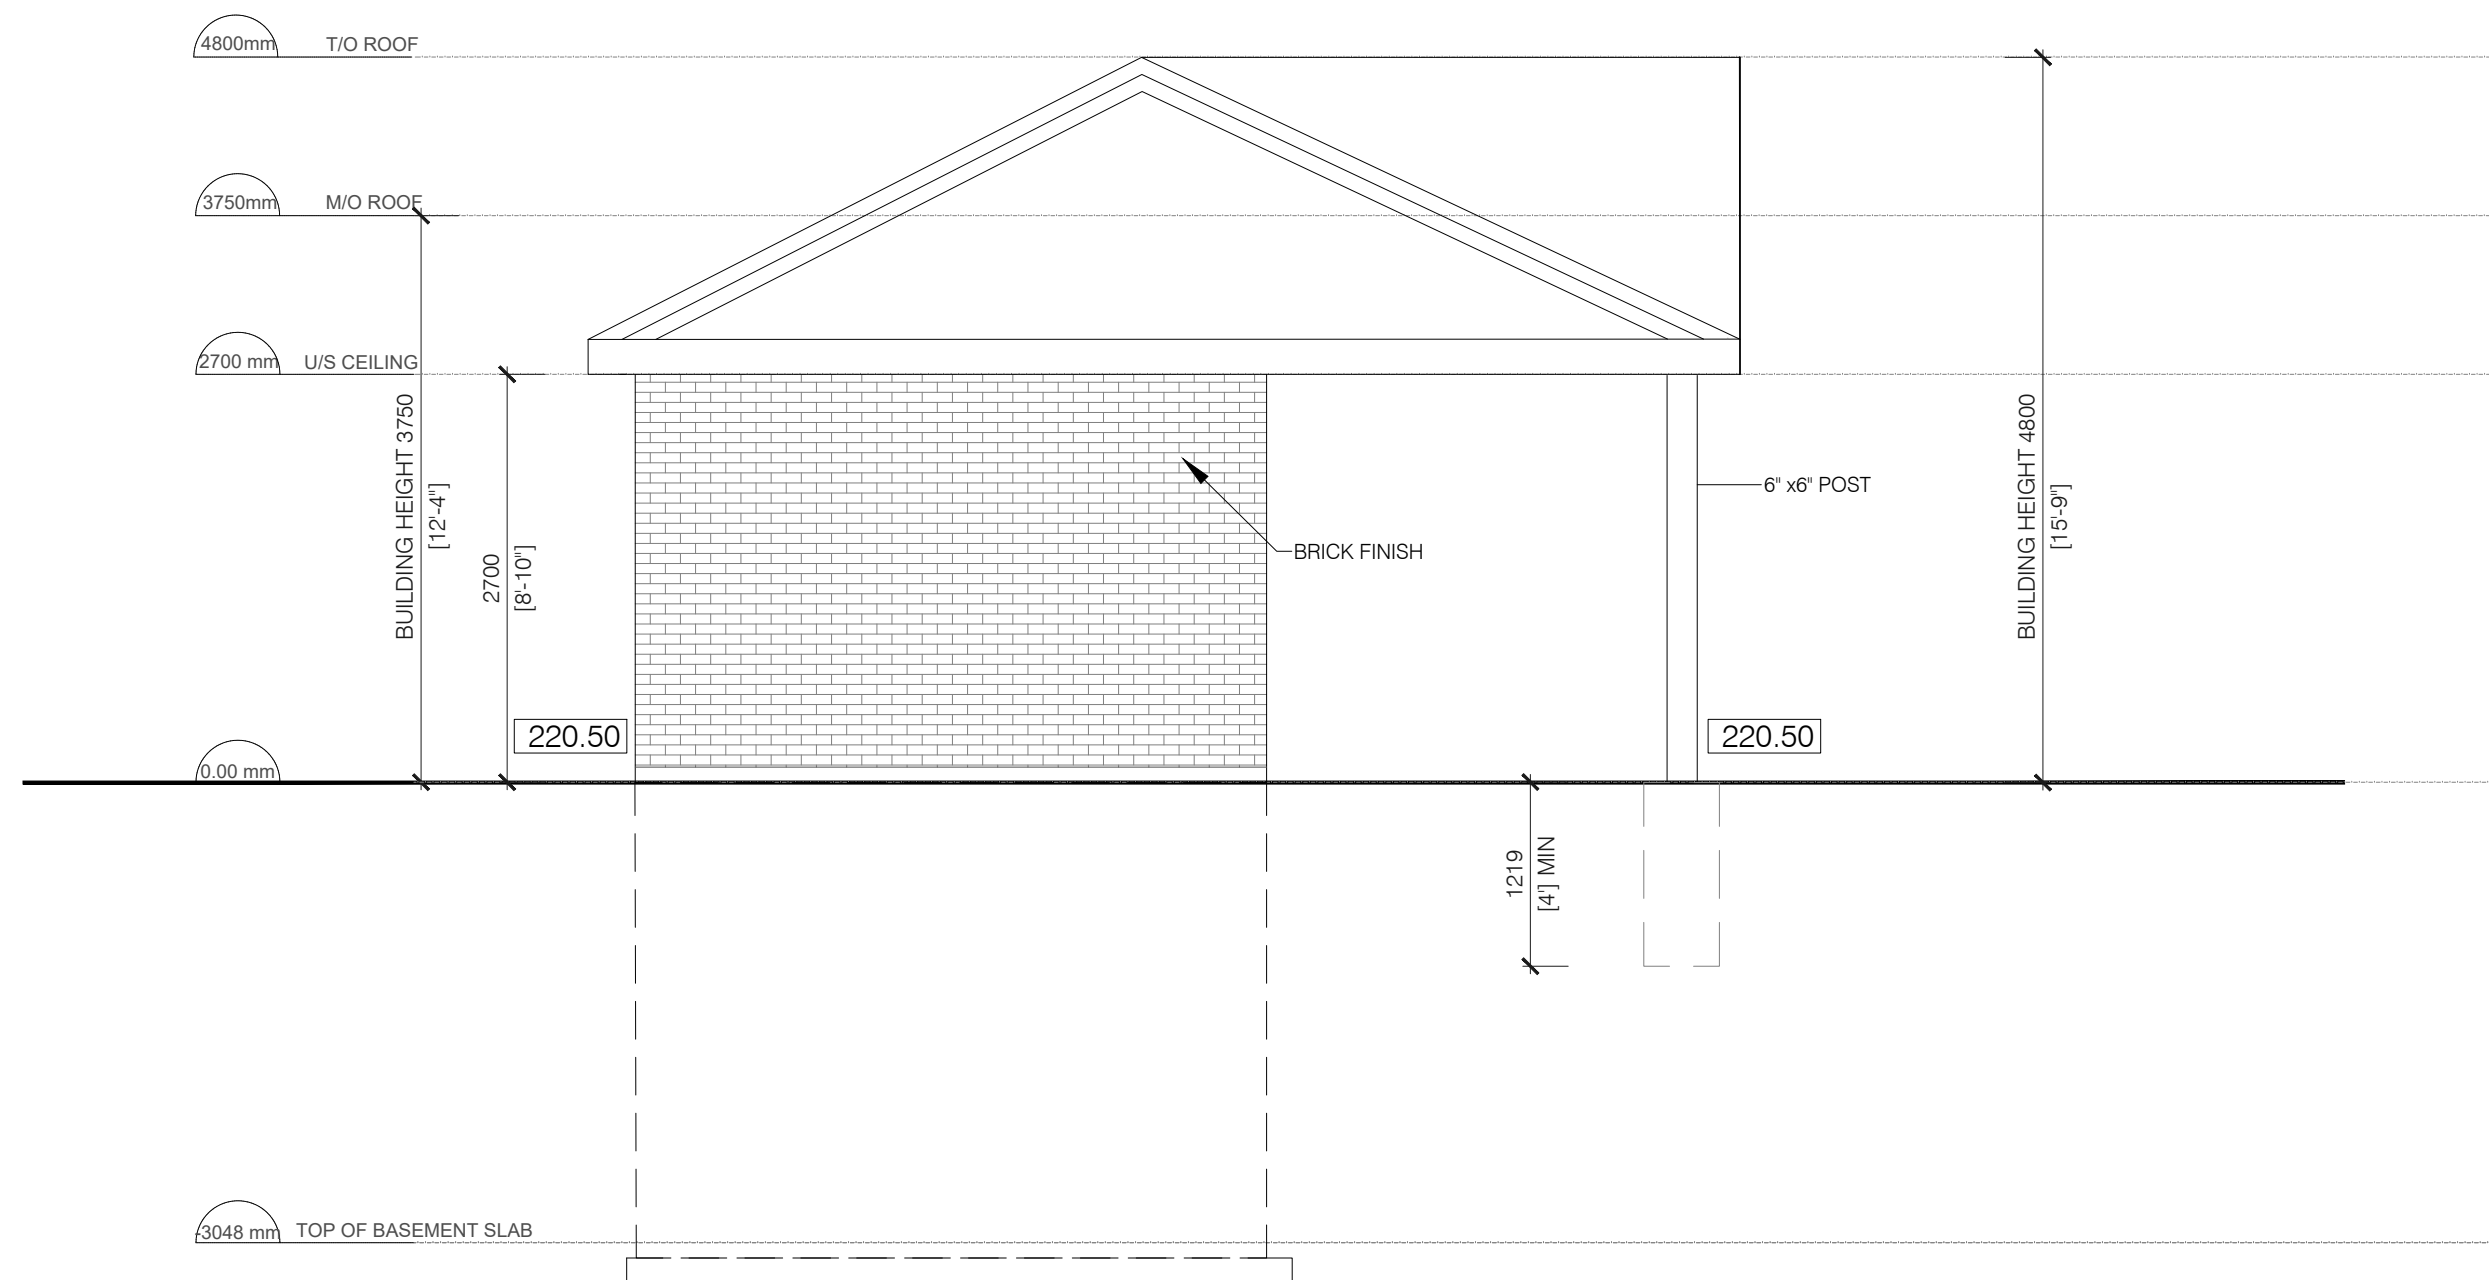 4800mm T/O ROOF
3750mm M/O ROOF
2700 mm U/S CEILING
BUILDING HEIGHT 3750
[12'-4"]
2700
[8'-10"]
BUILDING HEIGHT 4800
[15'-9"]
6" x6" POST
BRICK FINISH
220.50
220.50
0.00 mm
1219
[4'] MIN
-3048 mm TOP OF BASEMENT SLAB